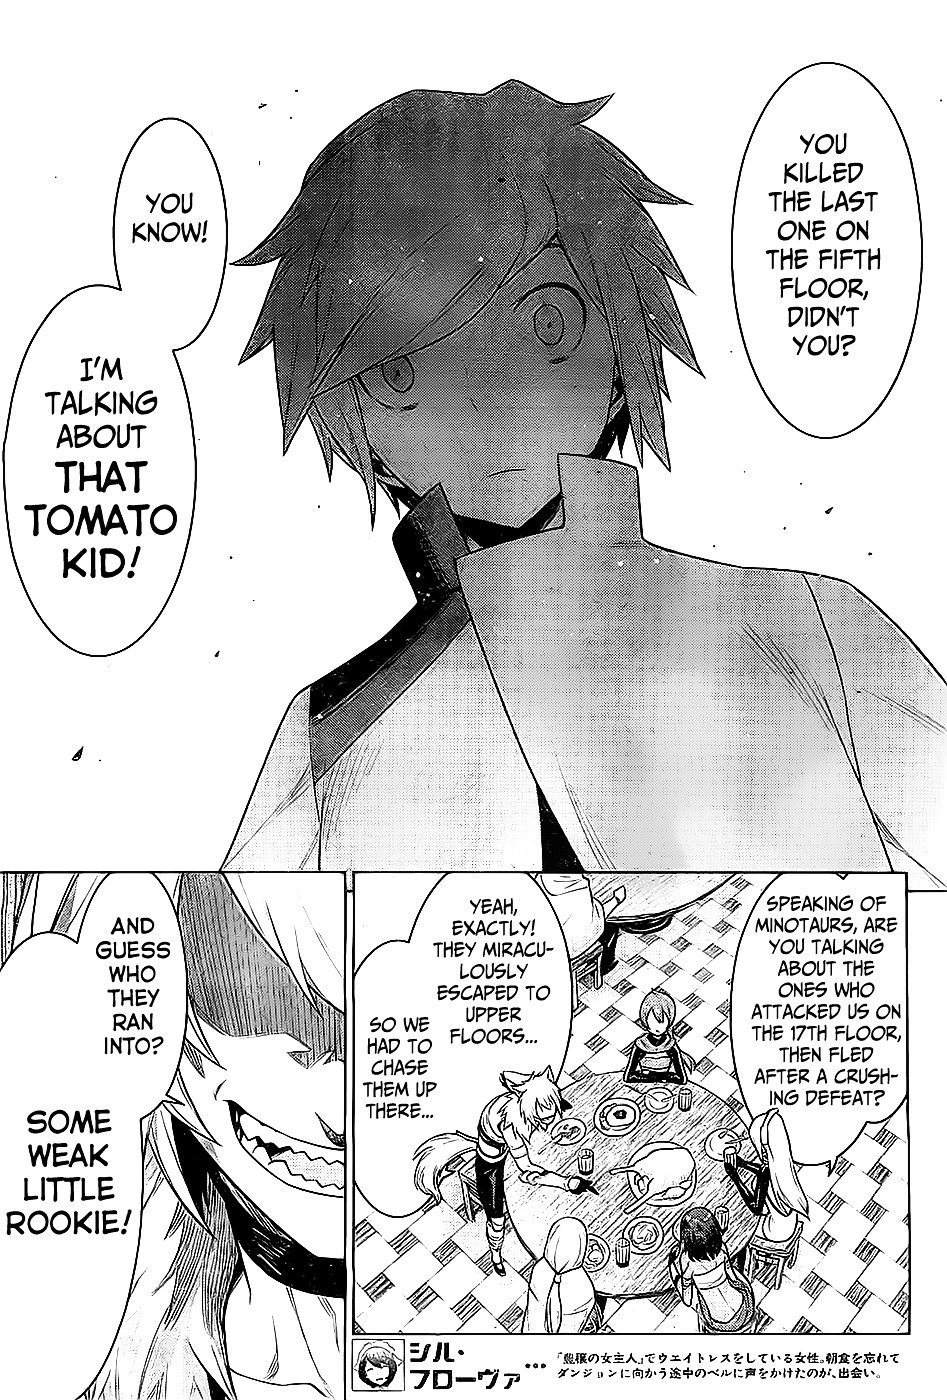 YOU
KILLED
THE LAST
ONE ON
THE FIFTH
FLOOR,
DIDN'T
YOU?
YOU
KNOW!
I'M
TALKING
ABOUT
THAT
TOMATO
KID!
SPEAKING OF
MINOTAURS, ARE
YOU TALKING
ABOUT THE
ONES WHO
ATTACKED US ON
THE 17TH FLOOR,
THEN FLED
AFTER A CRUSH-
ING DEFEAT?
YEAH,
EXACTLY!
THEY MIRACU-
LOUSLY
ESCAPED TO
UPPER
FLOORS...
SO WE
HAD TO
CHASE
THEM UP
THERE...
AND
GUESS
WHO
THEY
RAN
INTO?
SOME
WEAK
LITTLE
ROOKIE!
シル・
フローヴァ…
『豊穣の女主人』でウエイトレスをしている女性。朝食を忘れて
ダンジョンに向かう途中のベルに声をかけたのが、出会い。